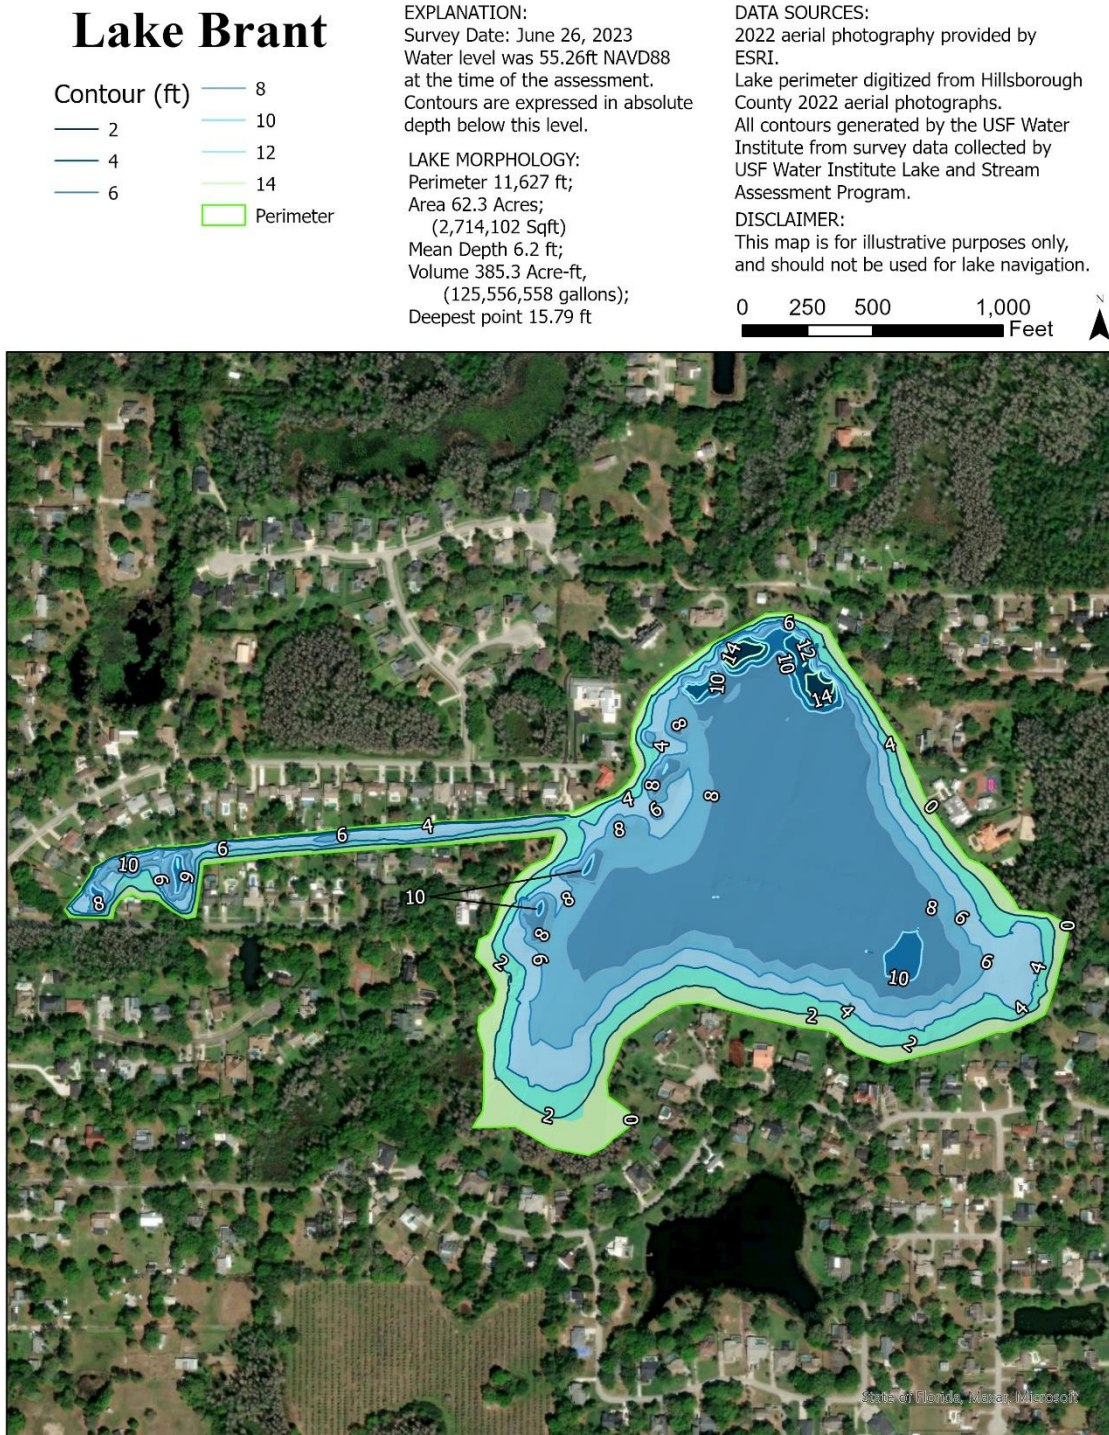 Lake Brant
Contour (ft)
2
4
6
8
10
12
14
Perimeter
EXPLANATION:
Survey Date: June 26, 2023
Water level was 55.26ft NAVD88
at the time of the assessment.
Contours are expressed in absolute
depth below this level.
LAKE MORPHOLOGY:
Perimeter 11,627 ft;
Area 62.3 Acres;
(2,714,102 Sqft)
Mean Depth 6.2 ft;
Volume 385.3 Acre-ft,
(125,556,558 gallons);
Deepest point 15.79 ft
DATA SOURCES:
2022 aerial photography provided by
ESRI.
Lake perimeter digitized from Hillsborough
County 2022 aerial photographs.
All contours generated by the USF Water
Institute from survey data collected by
USF Water Institute Lake and Stream
Assessment Program.
DISCLAIMER:
This map is for illustrative purposes only,
and should not be used for lake navigation.
0 250 500 1,000
Feet
N
6
14
12
10
10
14
8
4
4
8
8
4
6
0
8
4
6
6
10
6
6
8
10
8
8
6
2
8
6
0
6
4
10
4
4
2
2
2
0
State of Florida, Maxar, Microsoft